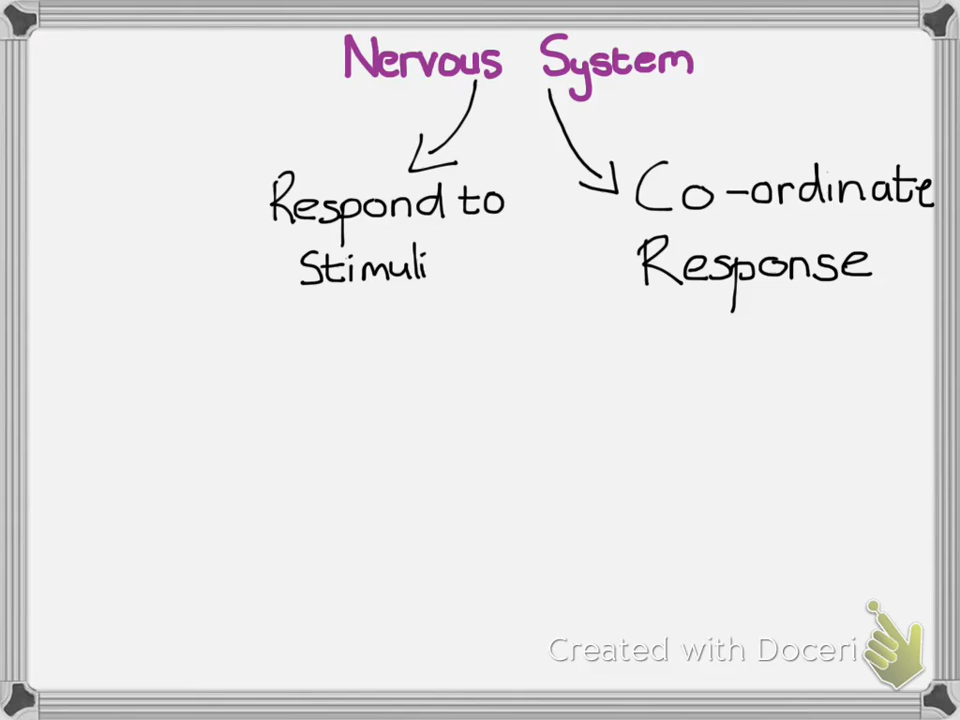 Nervous System
Respond to
Stimuli
Co-ordinate
Response
Created with Doceri